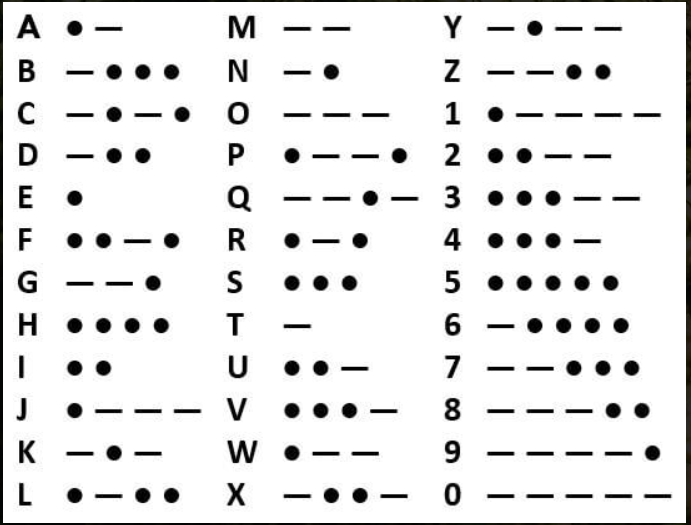 A ● — M — — Y — ● — —
B — ● ● ● N — ● Z — — ● ●
C — ● — ● O — — — 1 ● — — — —
D — ● ● P ● — — ● 2 ● ● — —
E ● Q — — ● — 3 ● ● ● — —
F ● ● — ● R ● — ● 4 ● ● ● —
G — — ● S ● ● ● 5 ● ● ● ● ●
H ● ● ● ● T — 6 — ● ● ● ●
I ● ● U ● ● — 7 — — ● ● ●
J ● — — — V ● ● ● — 8 — — — ● ●
K — ● — W ● — — 9 — — — — ●
L ● — ● ● X — ● ● — 0 — — — — —